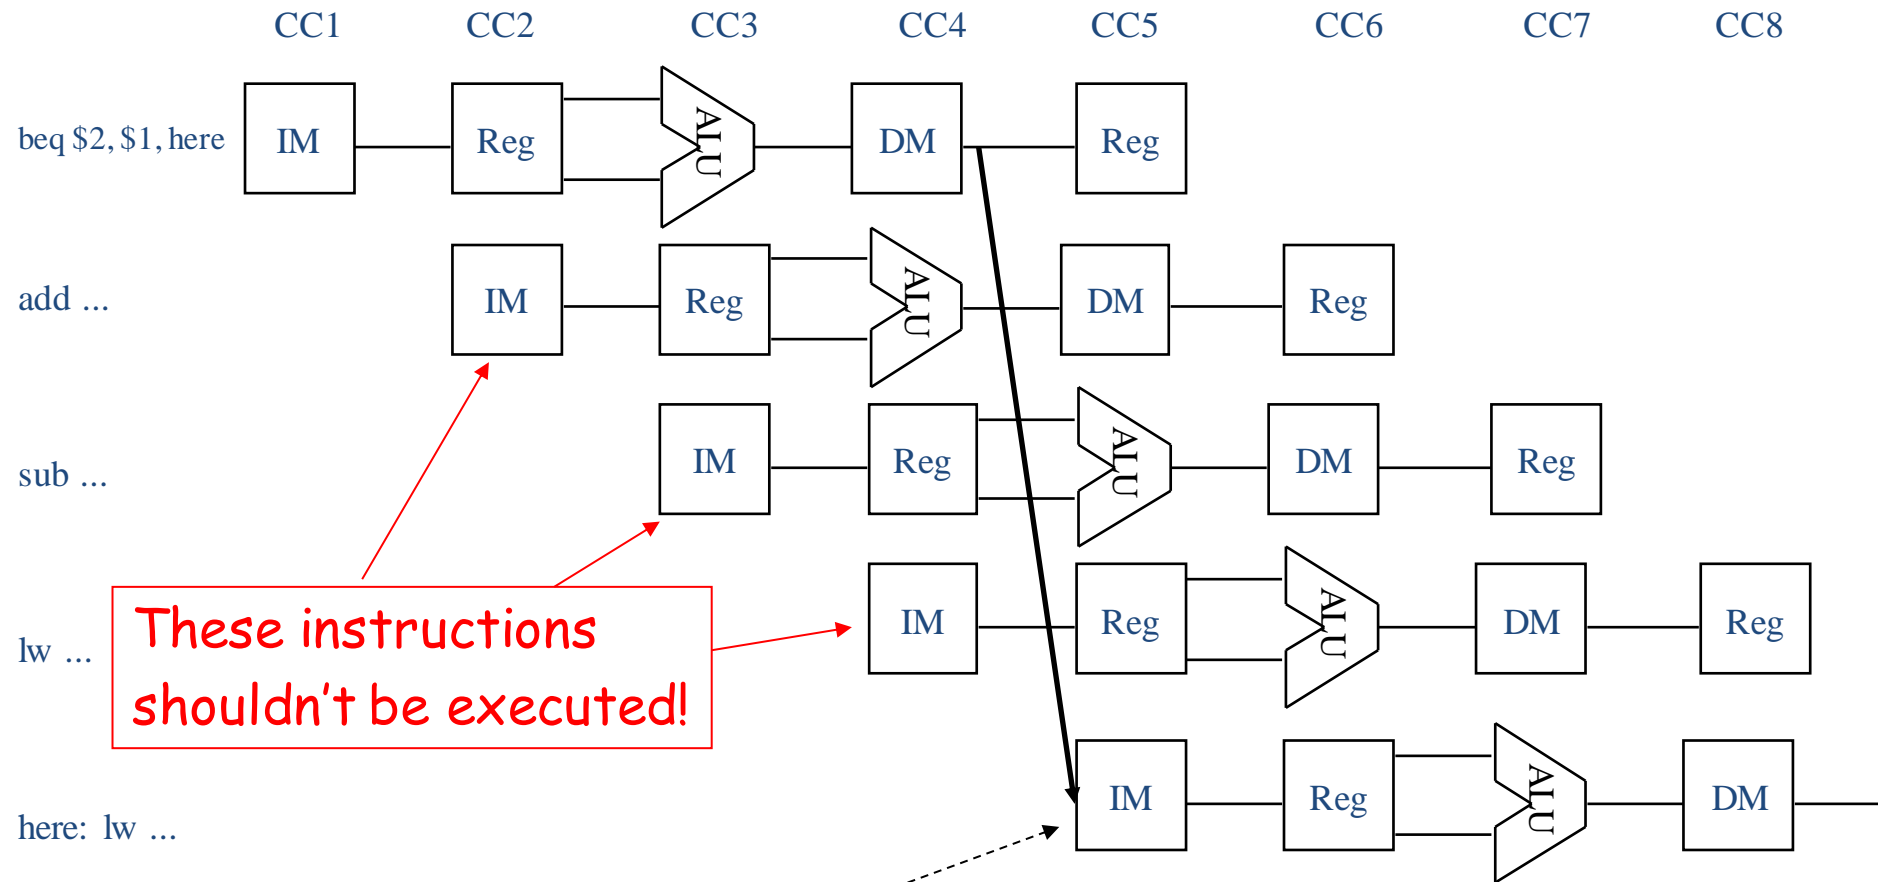 CC1 CC2 CC3 CC4 CC5 CC6 CC7 CC8
beq $2, $1, here IM Reg ALU DM Reg
add ... IM Reg ALU DM Reg
sub ... IM Reg ALU DM Reg
lw ... IM Reg ALU DM Reg
These instructions
shouldn't be executed!
here: lw ... IM Reg ALU DM